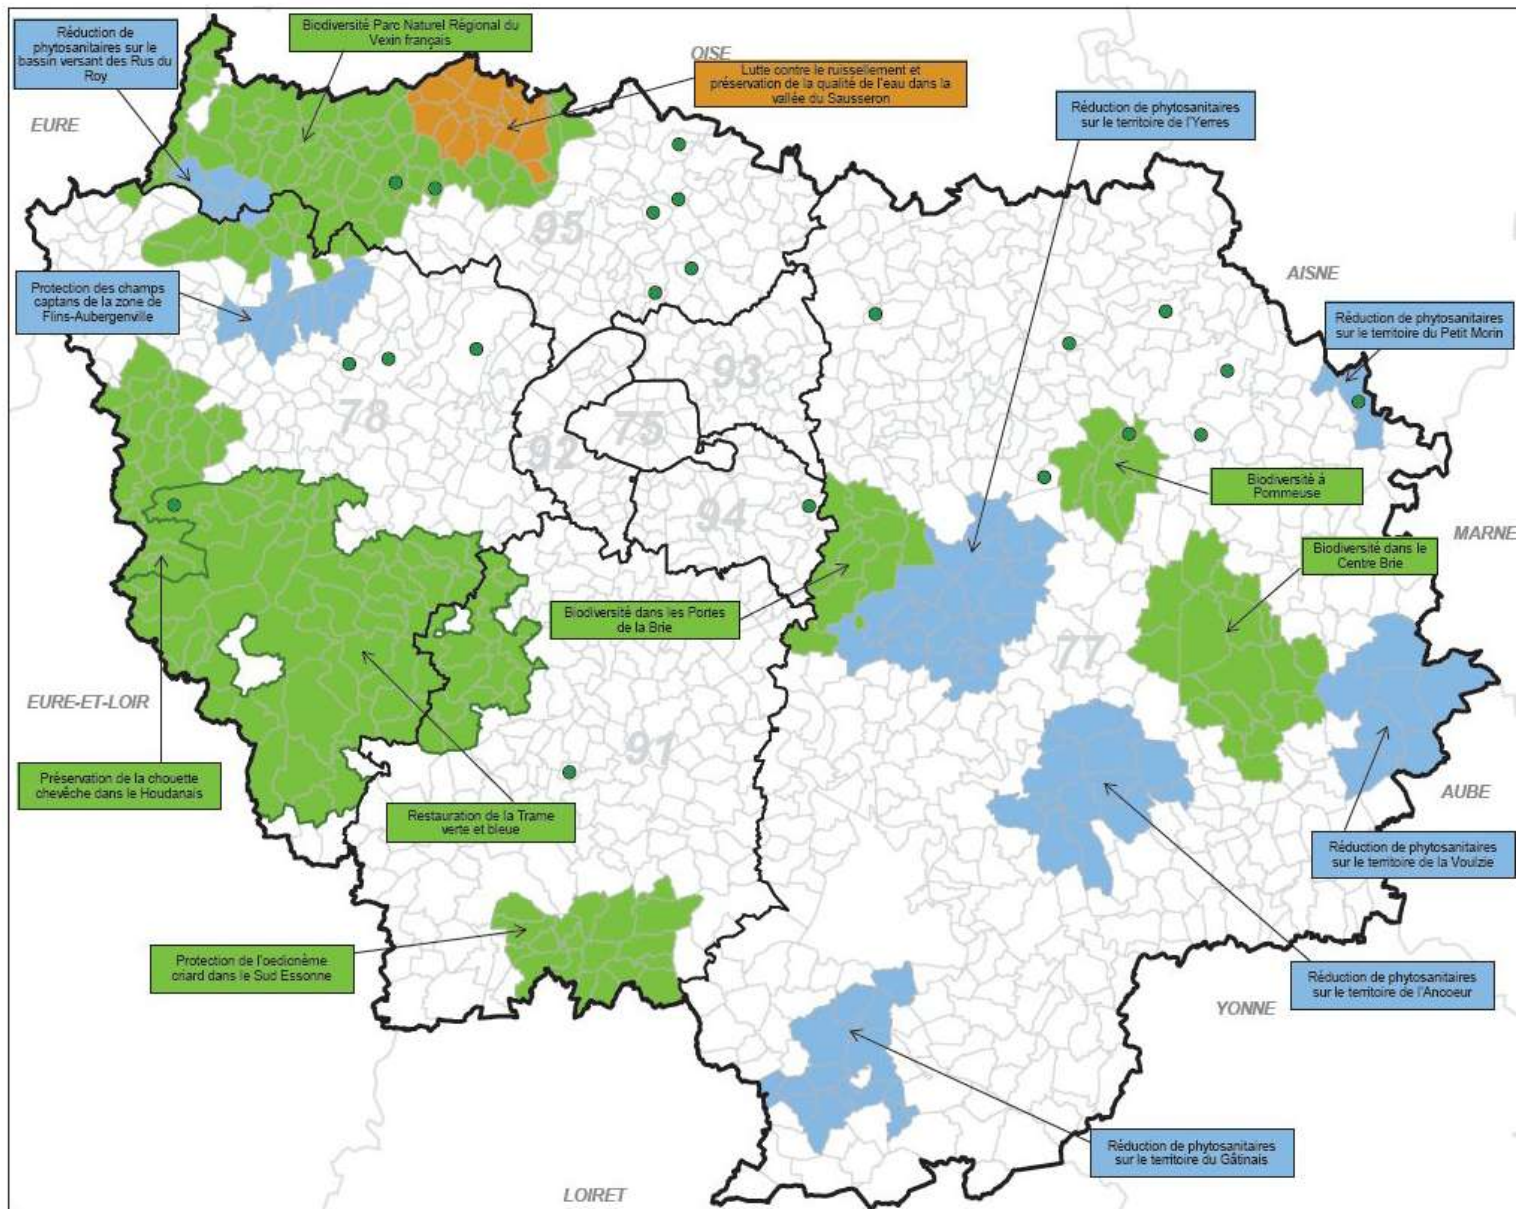 Réduction de
phytosanitaires sur le
bassin versant des Rus du
Roy
Biodiversité Parc Naturel Régional du
Vexin français
OISE
Lutte contre le ruissellement et
préservation de la qualité de l'eau dans la
vallée du Sausseron
Réduction de phytosanitaires
sur le territoire de l'Yerres
EURE
95
AISNE
Protection des champs
captans de la zone de
Flins-Aubergenville
Réduction de phytosanitaires
sur le territoire du Petit Morin
93
78
75
92
94
Biodiversité à
Pommeuse
MARNE
Biodiversité dans le
Centre Brie
Biodiversité dans les Portes
de la Brie
77
EURE-ET-LOIR
91
Préservation de la chouette
chevêche dans le Houdanais
Restauration de la Trame
verte et bleue
AUBE
Réduction de phytosanitaires
sur le territoire de la Voulzie
Protection de l'oedicnème
criard dans le Sud Essonne
Réduction de phytosanitaires
sur le territoire de l'Ancoeur
YONNE
Réduction de phytosanitaires
sur le territoire du Gâtinais
LOIRET